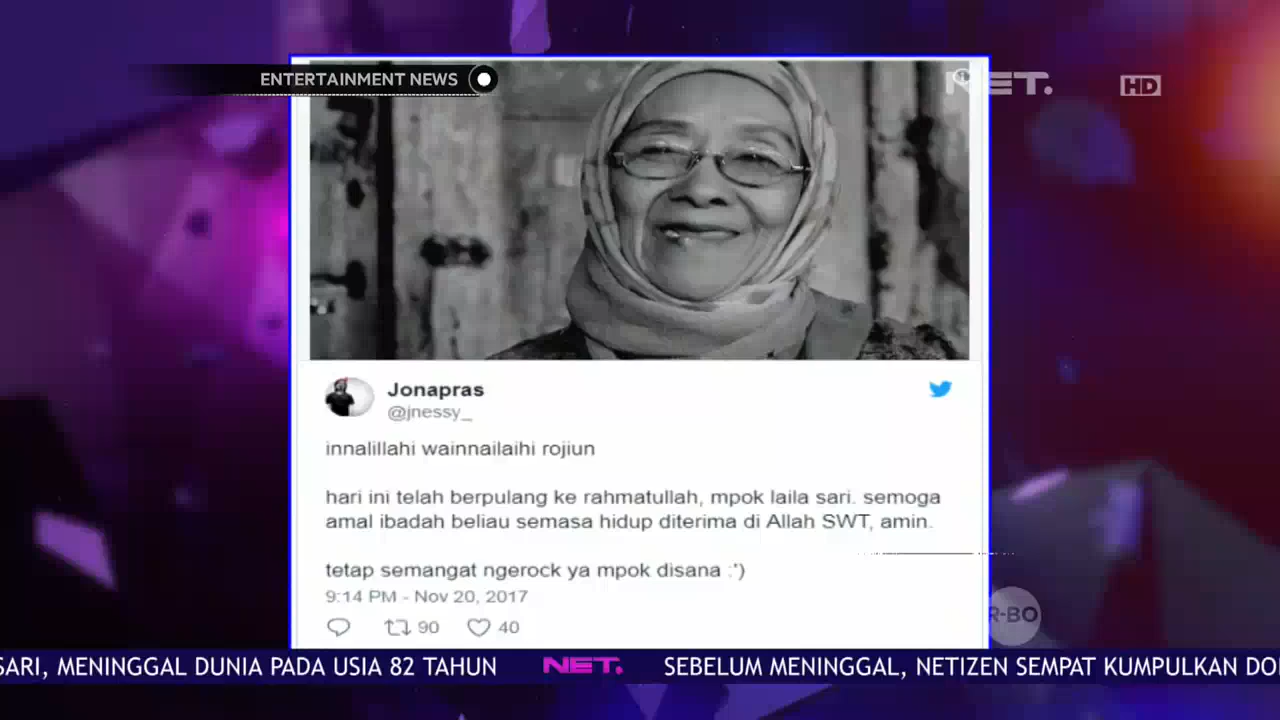 ENTERTAINMENT NEWS
NET.
HD
Jonapras
@jnessy_
innalillahi wainnailaihi rojiun
hari ini telah berpulang ke rahmatullah, mpok laila sari. semoga
amal ibadah beliau semasa hidup diterima di Allah SWT, amin.
tetap semangat ngerock ya mpok disana :')
9:14 PM - Nov 20, 2017
90
40
R-BO
SARI, MENINGGAL DUNIA PADA USIA 82 TAHUN NET. SEBELUM MENINGGAL, NETIZEN SEMPAT KUMPULKAN DO